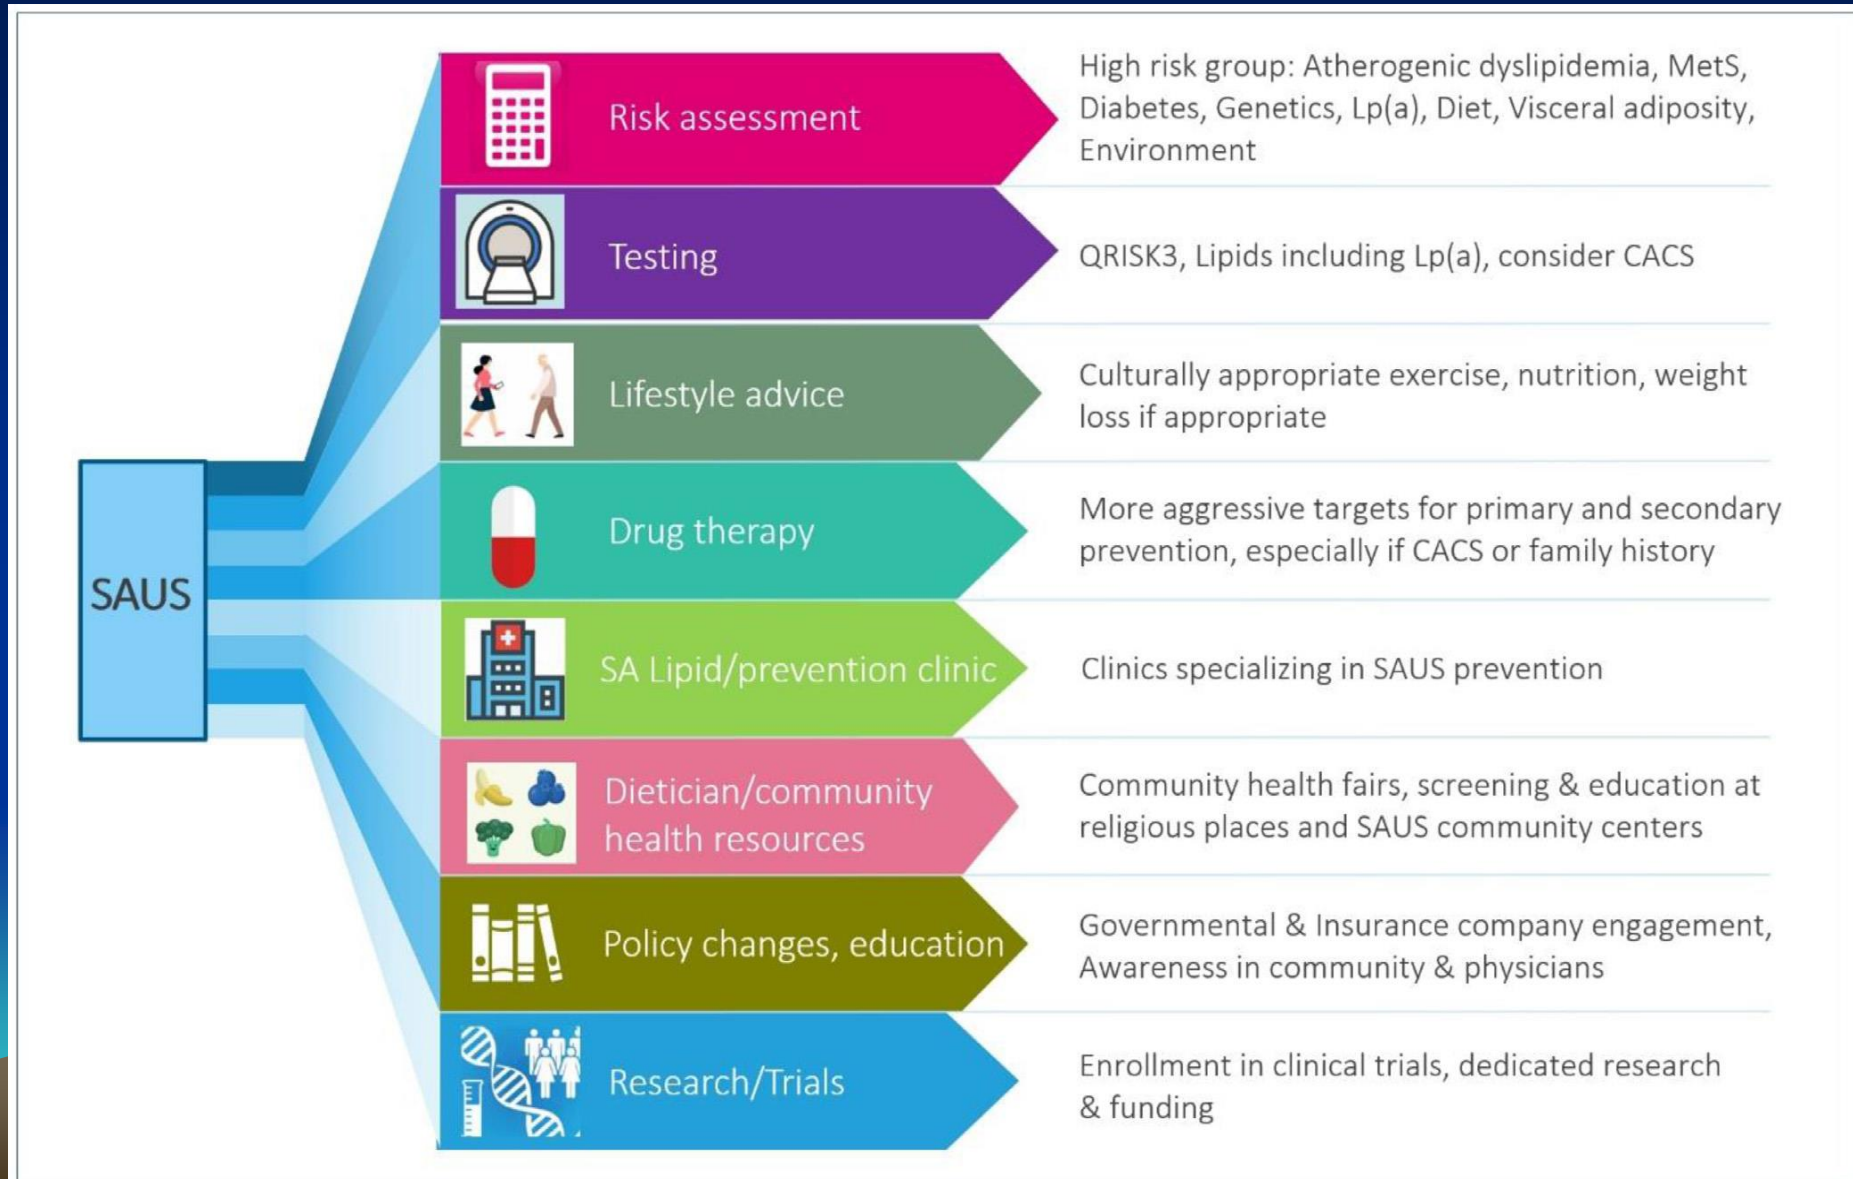 SAUS
Risk assessment
High risk group: Atherogenic dyslipidemia, MetS,
Diabetes, Genetics, Lp(a), Diet, Visceral adiposity,
Environment
Testing
QRISK3, Lipids including Lp(a), consider CACS
Lifestyle advice
Culturally appropriate exercise, nutrition, weight
loss if appropriate
Drug therapy
More aggressive targets for primary and secondary
prevention, especially if CACS or family history
SA Lipid/prevention clinic
Clinics specializing in SAUS prevention
Dietician/community
health resources
Community health fairs, screening & education at
religious places and SAUS community centers
Policy changes, education
Governmental & Insurance company engagement,
Awareness in community & physicians
Research/Trials
Enrollment in clinical trials, dedicated research
& funding